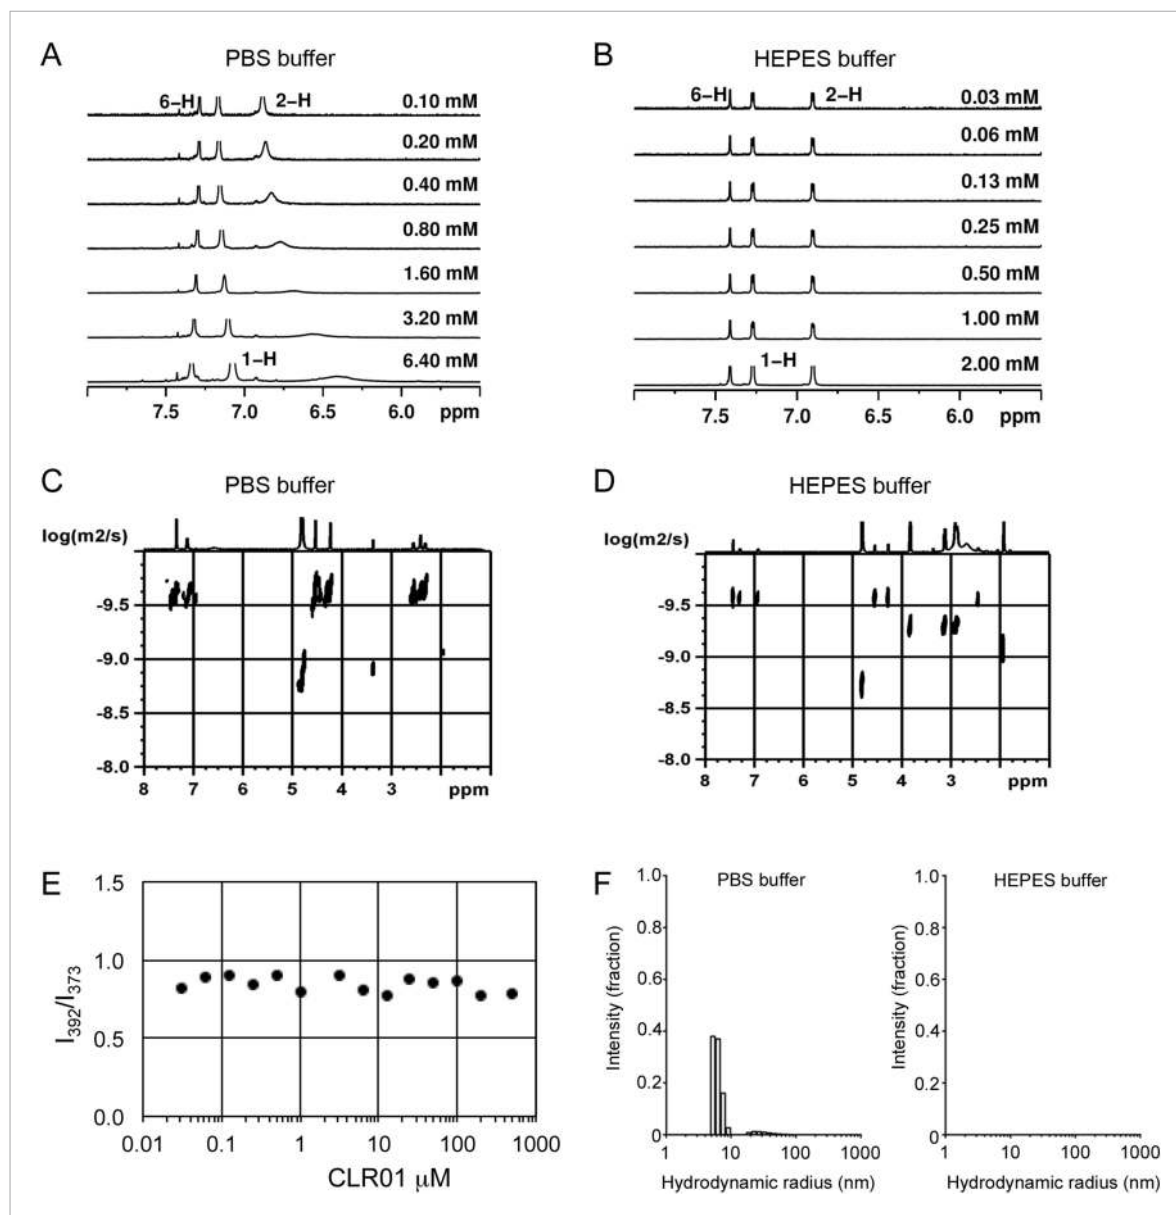 A
PBS buffer
6–H
2–H
0.10 mM
0.20 mM
0.40 mM
0.80 mM
1.60 mM
3.20 mM
1–H
6.40 mM
7.5
7.0
6.5
6.0
ppm
B
HEPES buffer
6–H
2–H
0.03 mM
0.06 mM
0.13 mM
0.25 mM
0.50 mM
1.00 mM
1–H
2.00 mM
7.5
7.0
6.5
6.0
ppm
C
PBS buffer
log(m2/s)
-9.5
-9.0
-8.5
-8.0
8
7
5
4
ppm
D
HEPES buffer
log(m2/s)
-9.5
-9.0
-8.5
-8.0
8
7
6
5
4
3
ppm
E
1.5
1.0
0.5
0.0
I392/I373
0.01
0.1
1
10
100
1000
CLR01 µM
F
PBS buffer
1.0
0.8
0.6
0.4
0.2
0
Intensity (fraction)
1
10
100
1000
Hydrodynamic radius (nm)
HEPES buffer
1.0
0.8
0.6
0.4
0.2
0
Intensity (fraction)
1
10
100
1000
Hydrodynamic radius (nm)